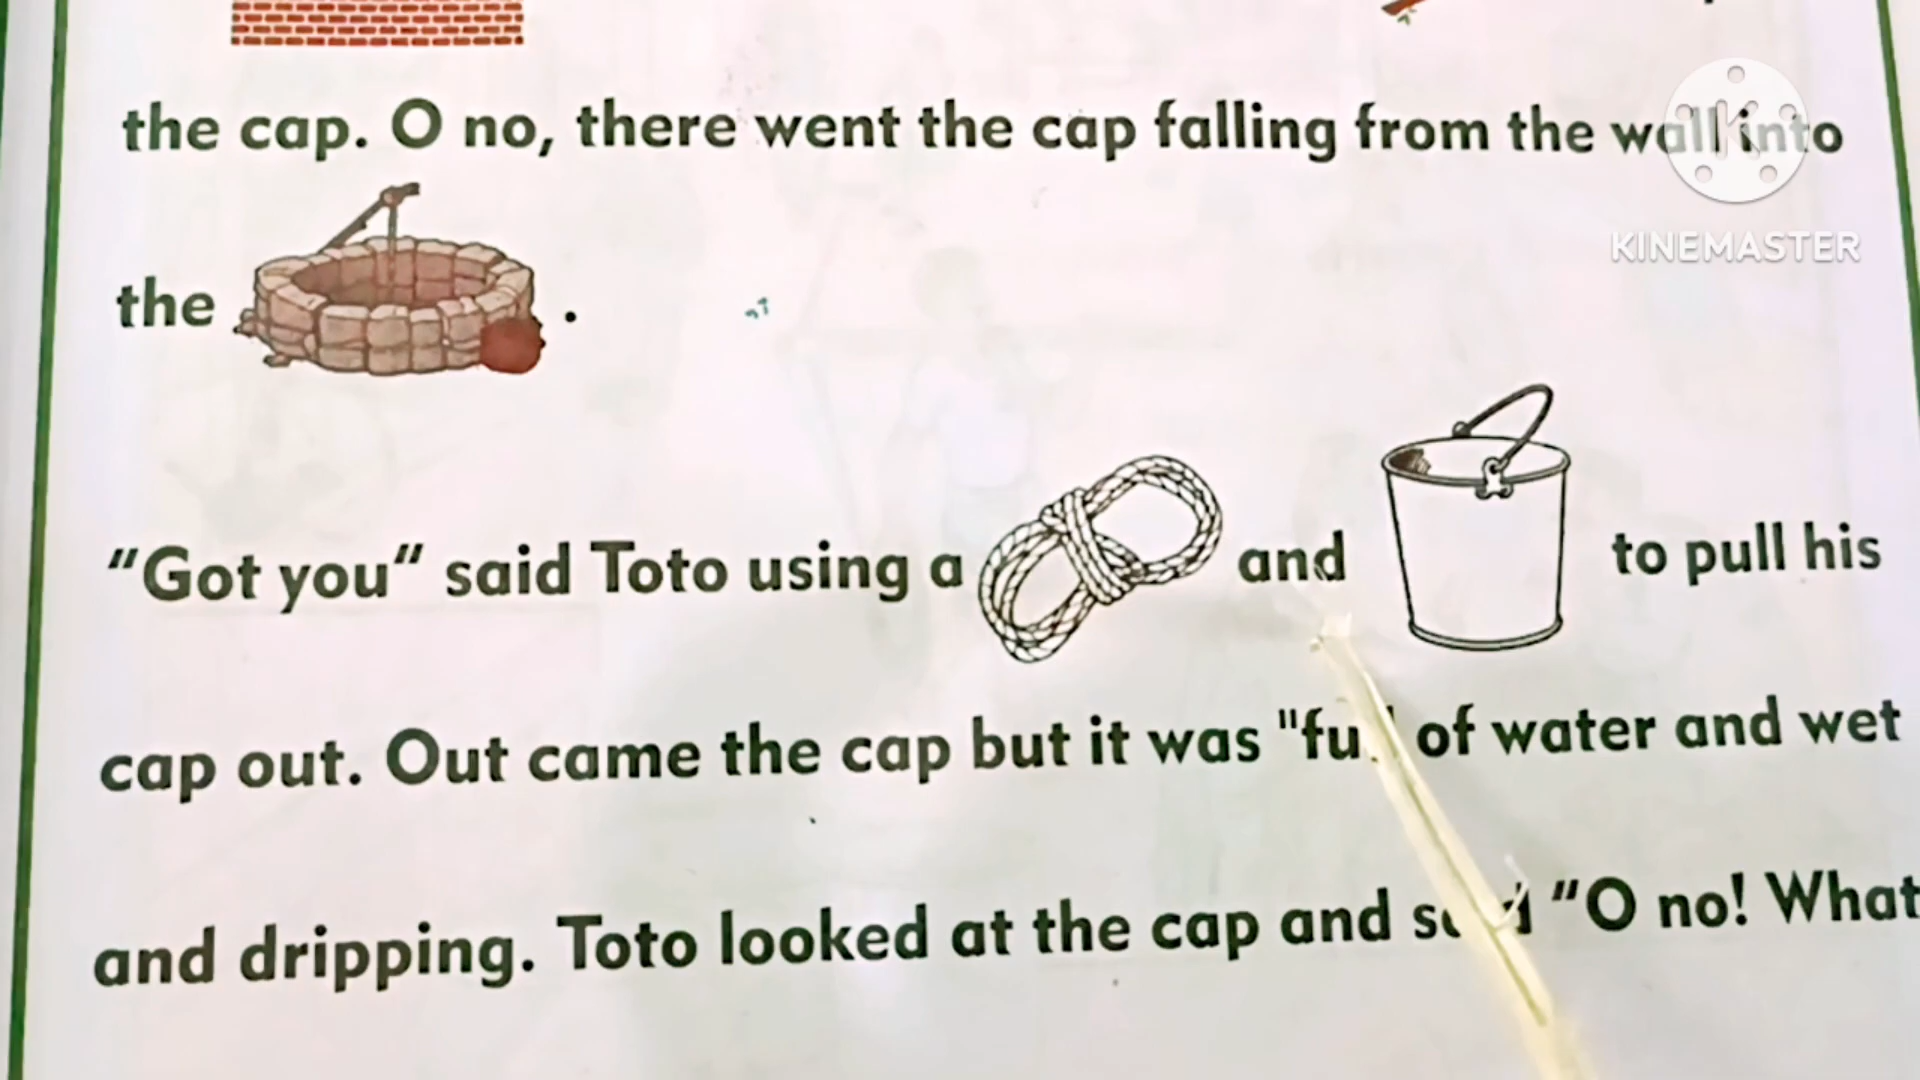 the cap. O no, there went the cap falling from the wall into
KINEMASTER
the .
"Got you" said Toto using a and to pull his
cap out. Out came the cap but it was "fu of water and wet
and dripping. Toto looked at the cap and said "O no! What